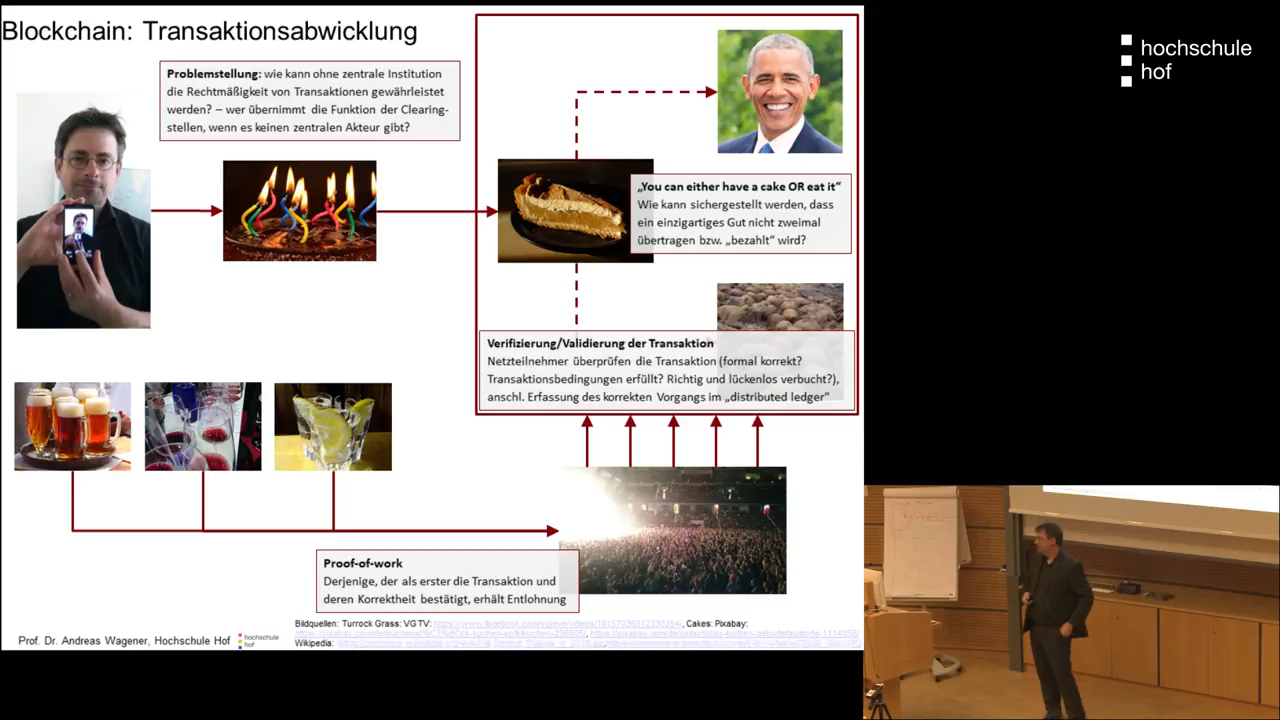 Blockchain: Transaktionsabwicklung
hochschule
hof
Problemstellung: wie kann ohne zentrale Institution
die Rechtmäßigkeit von Transaktionen gewährleistet
werden? – wer übernimmt die Funktion der Clearing-
stellen, wenn es keinen zentralen Akteur gibt?
„You can either have a cake OR eat it“
Wie kann sichergestellt werden, dass
ein einzigartiges Gut nicht zweimal
übertragen bzw. „bezahlt“ wird?
Verifizierung/Validierung der Transaktion
Netzteilnehmer überprüfen die Transaktion (formal korrekt?
Transaktionsbedingungen erfüllt? Richtig und lückenlos verbucht?),
anschl. Erfassung des korrekten Vorgangs im „distributed ledger“
Proof-of-work
Derjenige, der als erster die Transaktion und
deren Korrektheit bestätigt, erhält Entlohnung
Prof. Dr. Andreas Wagener, Hochschule Hof
hochschule
hof
Bildquellen: Turrock Grass: VG TV: Cakes: Pixabay:
Wikipedia: